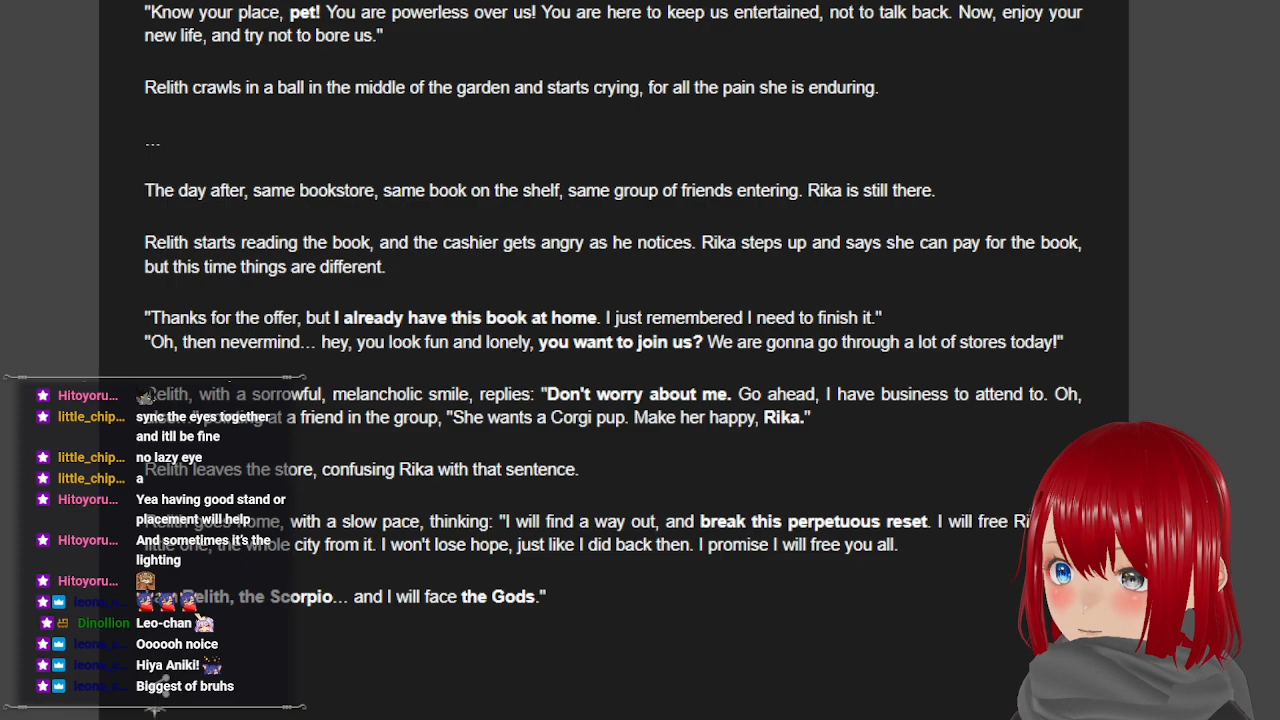 "Know your place, pet! You are powerless over us! You are here to keep us entertained, not to talk back. Now, enjoy your
new life, and try not to bore us."
Relith crawls in a ball in the middle of the garden and starts crying, for all the pain she is enduring.
...
The day after, same bookstore, same book on the shelf, same group of friends entering. Rika is still there.
Relith starts reading the book, and the cashier gets angry as he notices. Rika steps up and says she can pay for the book,
but this time things are different.
"Thanks for the offer, but I already have this book at home. I just remembered I need to finish it."
"Oh, then nevermind... hey, you look fun and lonely, you want to join us? We are gonna go through a lot of stores today!"
Relith, with a sorrowful, melancholic smile, replies: "Don't worry about me. Go ahead, I have business to attend to. Oh,
at a friend in the group, "She wants a Corgi pup. Make her happy, Rika."
Relith leaves the store, confusing Rika with that sentence.
Relith goes home, with a slow pace, thinking: "I will find a way out, and break this perpetuous reset. I will free
little one, the whole city from it. I won't lose hope, just like I did back then. I promise I will free you all.
Relith, the Scorpio... and I will face the Gods."
Hitoyoru...
little_chip... sync the eyes together
and itll be fine
little_chip... no lazy eye
little_chip... a
Hitoyoru... Yea having good stand or
placement will help
Hitoyoru... And sometimes it's the
lighting
Hitoyoru...
Dinollion Leo-chan
Oooooh noice
Hiya Aniki!
Biggest of bruhs